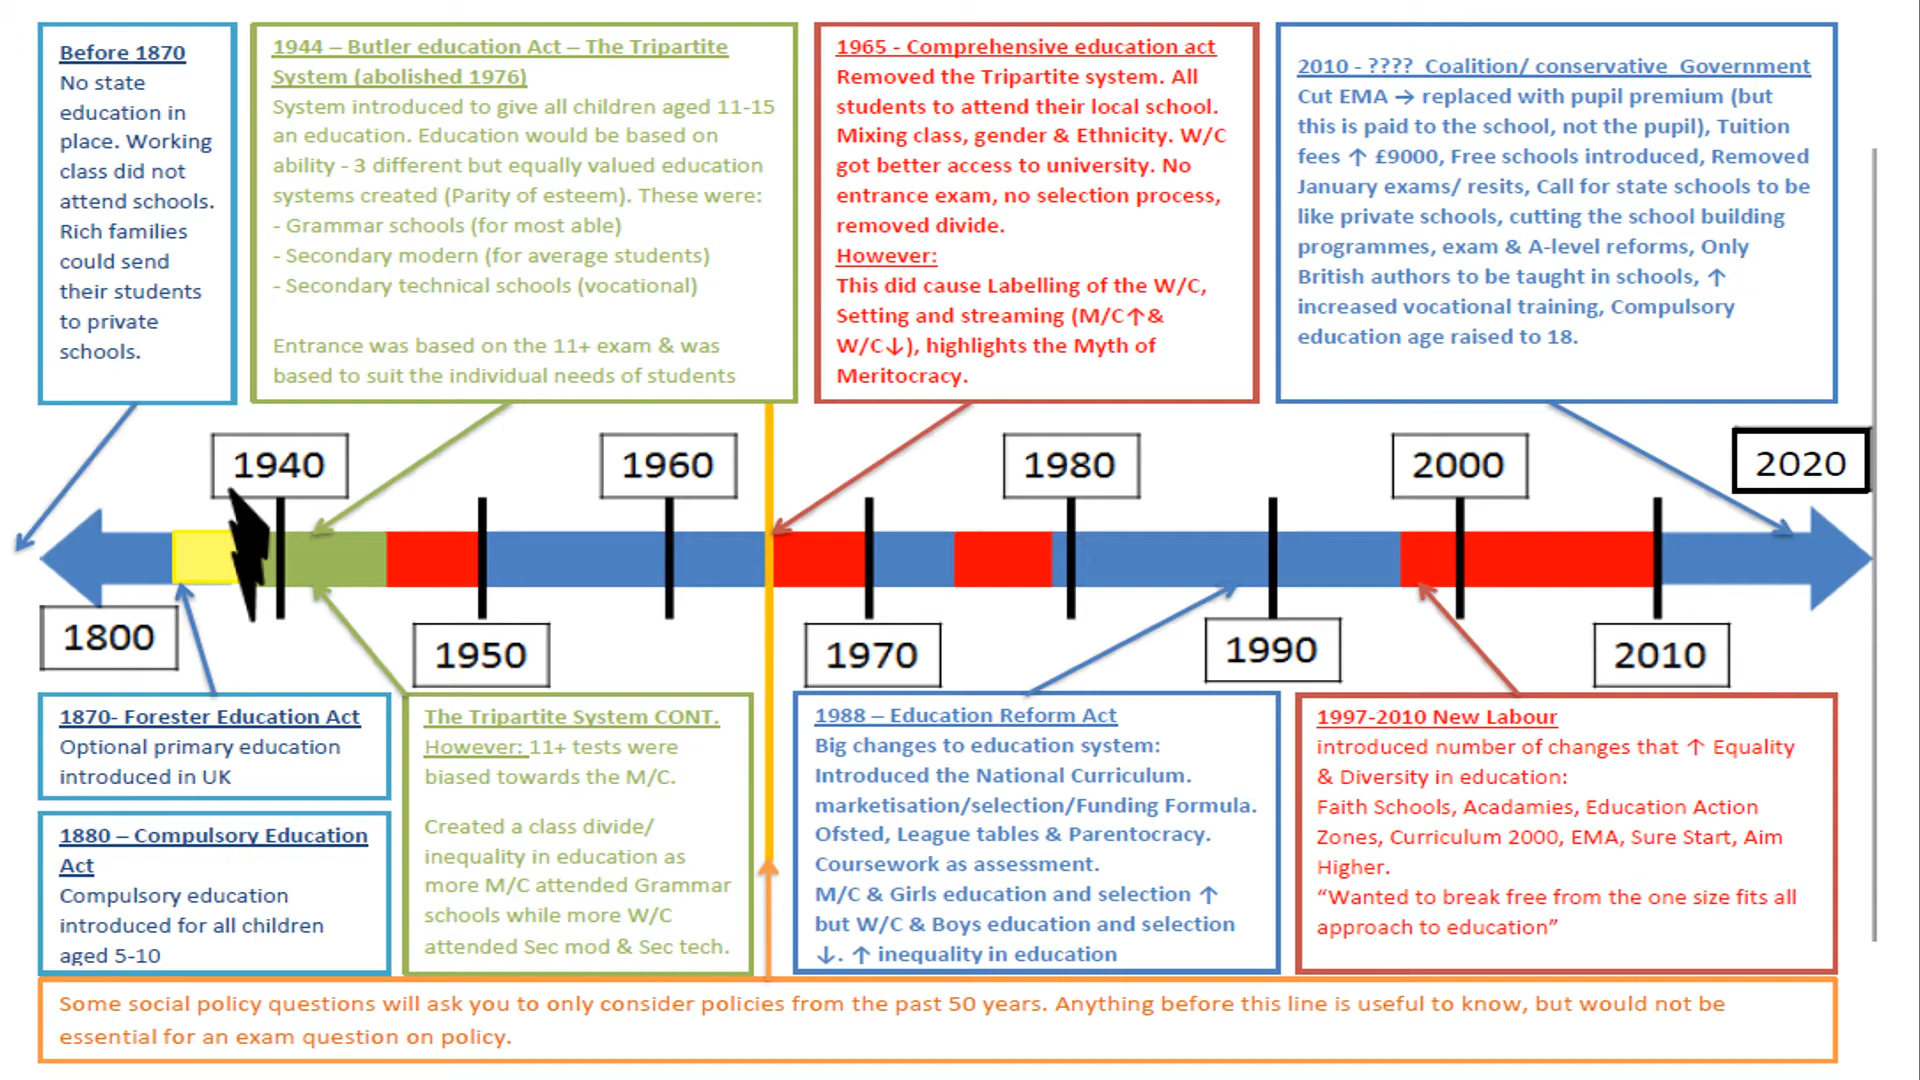 Before 1870
No state
education in
place. Working
class did not
attend schools.
Rich families
could send
their students
to private
schools.
1944 – Butler education Act – The Tripartite
System (abolished 1976)
System introduced to give all children aged 11-15
an education. Education would be based on
ability - 3 different but equally valued education
systems created (Parity of esteem). These were:
- Grammar schools (for most able)
- Secondary modern (for average students)
- Secondary technical schools (vocational)
Entrance was based on the 11+ exam & was
based to suit the individual needs of students
1965 - Comprehensive education act
Removed the Tripartite system. All
students to attend their local school.
Mixing class, gender & Ethnicity. W/C
got better access to university. No
entrance exam, no selection process,
removed divide.
However:
This did cause Labelling of the W/C,
Setting and streaming (M/C↑&
W/C↓), highlights the Myth of
Meritocracy.
2010 - ???? Coalition/ conservative Government
Cut EMA → replaced with pupil premium (but
this is paid to the school, not the pupil), Tuition
fees ↑ £9000, Free schools introduced, Removed
January exams/ resits, Call for state schools to be
like private schools, cutting the school building
programmes, exam & A-level reforms, Only
British authors to be taught in schools, ↑
increased vocational training, Compulsory
education age raised to 18.
1940
1960
1980
2000
2020
1800
1950
1970
1990
2010
1870- Forester Education Act
Optional primary education
introduced in UK
1880 – Compulsory Education
Act
Compulsory education
introduced for all children
aged 5-10
The Tripartite System CONT.
However: 11+ tests were
biased towards the M/C.
Created a class divide/
inequality in education as
more M/C attended Grammar
schools while more W/C
attended Sec mod & Sec tech.
1988 – Education Reform Act
Big changes to education system:
Introduced the National Curriculum.
marketisation/selection/Funding Formula.
Ofsted, League tables & Parentocracy.
Coursework as assessment.
M/C & Girls education and selection ↑
but W/C & Boys education and selection
↓. ↑ inequality in education
1997-2010 New Labour
introduced number of changes that ↑ Equality
& Diversity in education:
Faith Schools, Acadamies, Education Action
Zones, Curriculum 2000, EMA, Sure Start, Aim
Higher.
“Wanted to break free from the one size fits all
approach to education”
Some social policy questions will ask you to only consider policies from the past 50 years. Anything before this line is useful to know, but would not be
essential for an exam question on policy.